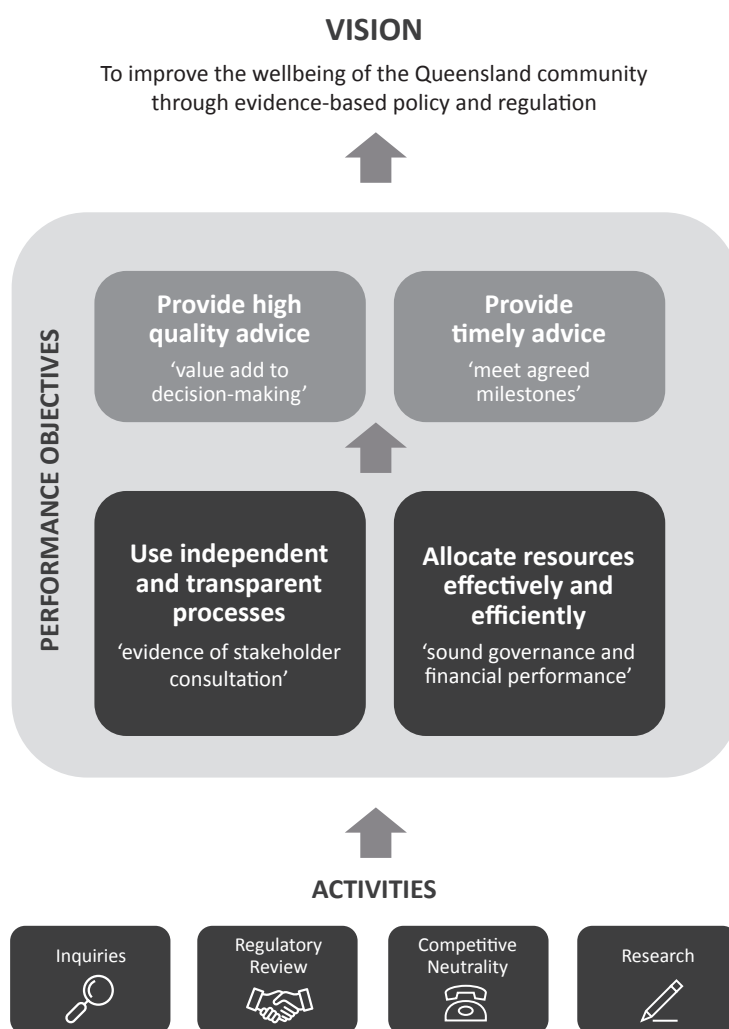 VISION
To improve the wellbeing of the Queensland community
through evidence-based policy and regulation
PERFORMANCE OBJECTIVES
Provide high
quality advice
‘value add to
decision-making’
Provide
timely advice
‘meet agreed
milestones’
Use independent
and transparent
processes
‘evidence of stakeholder
consultation’
Allocate resources
effectively and
efficiently
‘sound governance and
financial performance’
ACTIVITIES
Inquiries
Regulatory
Review
Competitive
Neutrality
Research